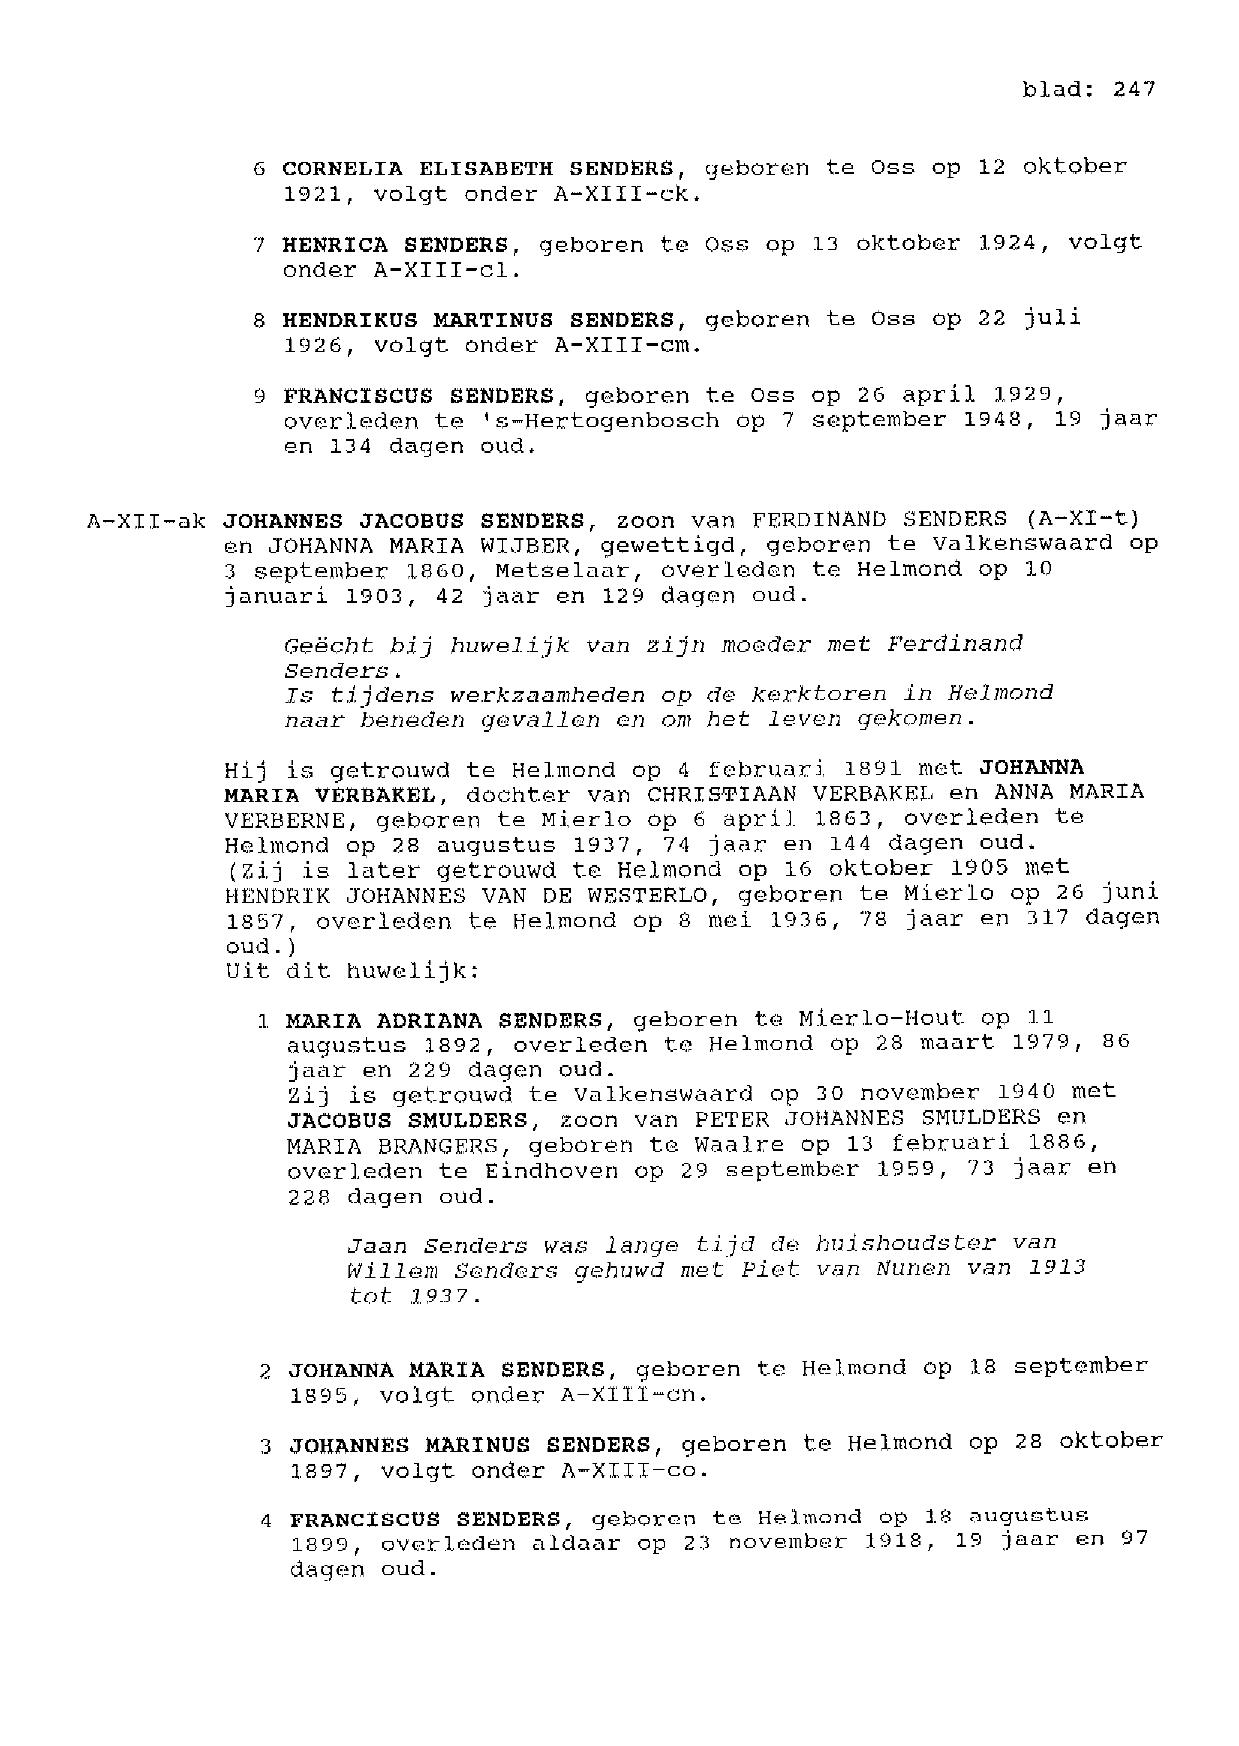 blad: 247
6 CORNELIA ELISABETH SENDERS, geboren te Oss op 12 oktober
1921, volgt onder A-XIII-ck.
7 HENRICA SENDERS, geboren te Oss op 13 oktober 1924, volgt
onder A-XIII-cl.
8 HENDRIKUS MARTINUS SENDERS, geboren te Oss op 22 juli
1926, volgt onder A-XIII-cm.
9 FRANCISCUS SENDERS, geboren te Oss op 26 april 1929,
overleden te 's-Hertogenbosch op 7 september 1948, 19 jaar
en 134 dagen oud.
A-XII-ak JOHANNES JACOBUS SENDERS, zoon van FERDINAND SENDERS (A-XI-t)
en JOHANNA MARIA WIJBER, gewettigd, geboren te Valkenswaard op
3 september 1860, Metselaar, overleden te Helmond op 10
januari 1903, 42 jaar en 129 dagen oud.
Geëcht bij huwelijk van zijn moeder met Ferdinand
Senders.
Is tijdens werkzaamheden op de kerktoren in Helmond
naar beneden gevallen en om het leven gekomen.
Hij is getrouwd te Helmond op 4 februari 1891 met JOHANNA
MARIA VERBAKEL, dochter van CHRISTIAAN VERBAKEL en ANNA MARIA
VERBERNE, geboren te Mierlo op 6 april 1863, overleden te
Helmond op 28 augustus 1937, 74 jaar en 144 dagen oud.
(Zij is later getrouwd te Helmond op 16 oktober 1905 met
HENDRIK JOHANNES VAN DE WESTERLO, geboren te Mierlo op 26 juni
1857, overleden te Helmond op 8 mei 1936, 78 jaar en 317 dagen
oud.)
Uit dit huwelijk:
1 MARIA ADRIANA SENDERS, geboren te Mierlo-Hout op 11
augustus 1892, overleden te Helmond op 28 maart 1979, 86
jaar en 229 dagen oud.
Zij is getrouwd te Valkenswaard op 30 november 1940 met
JACOBUS SMULDERS, zoon van PETER JOHANNES SMULDERS en
MARIA BRANGERS, geboren te Waalre op 13 februari 1886,
overleden te Eindhoven op 29 september 1959, 73 jaar en
228 dagen oud.
Jaan Senders was lange tijd de huishoudster van
Willem Senders gehuwd met Piet van Nunen van 1913
tot 1937.
2 JOHANNA MARIA SENDERS, geboren te Helmond op 18 september
1895, volgt onder A-XIII-cn.
3 JOHANNES MARINUS SENDERS, geboren te Helmond op 28 oktober
1897, volgt onder A-XIII-co.
4 FRANCISCUS SENDERS, geboren te Helmond op 18 augustus
1899, overleden aldaar op 23 november 1918, 19 jaar en 97
dagen oud.